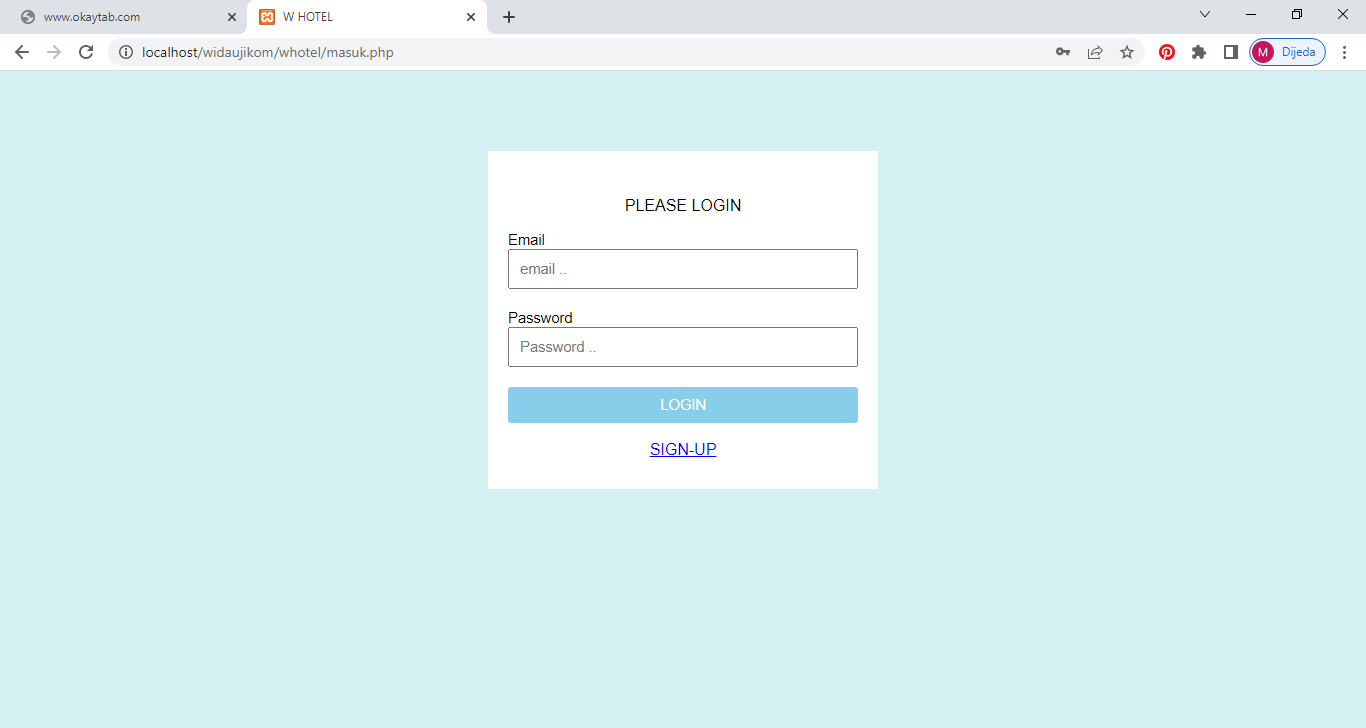 www.okaytab.com
W HOTEL
localhost/widaujikom/whotel/masuk.php
M Dijeda
PLEASE LOGIN
Email
email ..
Password
Password ..
LOGIN
SIGN-UP